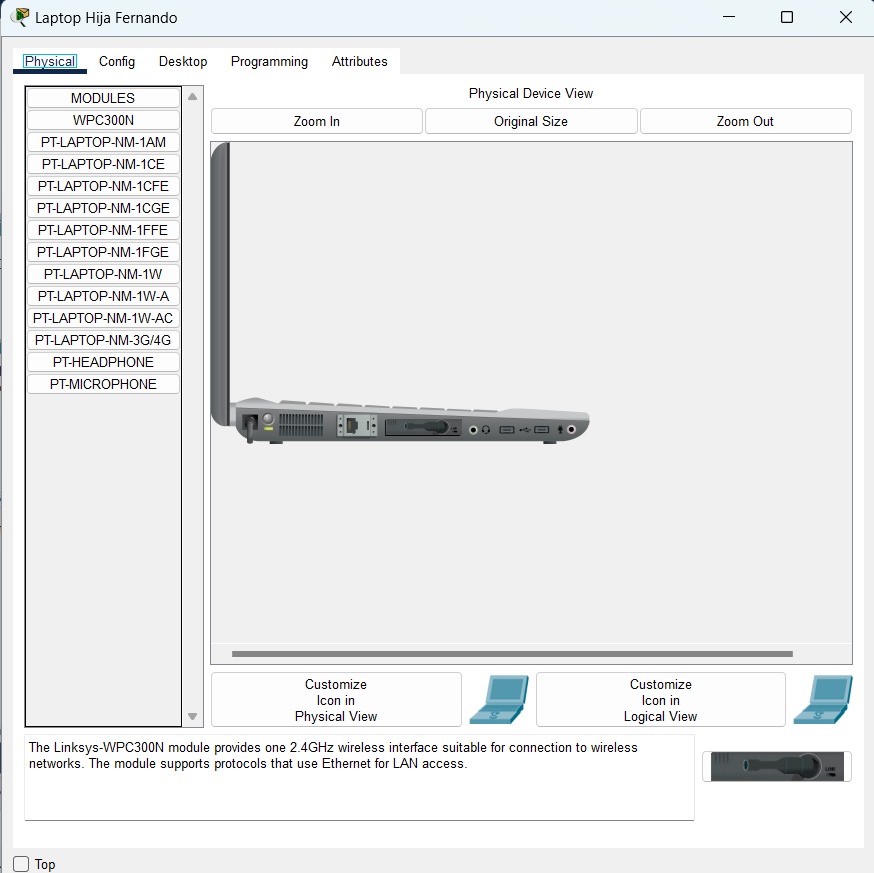 Laptop Hija Fernando
Physical Config Desktop Programming Attributes
MODULES
WPC300N
PT-LAPTOP-NM-1AM
PT-LAPTOP-NM-1CE
PT-LAPTOP-NM-1CFE
PT-LAPTOP-NM-1CGE
PT-LAPTOP-NM-1FFE
PT-LAPTOP-NM-1FGE
PT-LAPTOP-NM-1W
PT-LAPTOP-NM-1W-A
PT-LAPTOP-NM-1W-AC
PT-LAPTOP-NM-3G/4G
PT-HEADPHONE
PT-MICROPHONE
Physical Device View
Zoom In Original Size Zoom Out
Customize
Icon in
Physical View
Customize
Icon in
Logical View
The Linksys-WPC300N module provides one 2.4GHz wireless interface suitable for connection to wireless
networks. The module supports protocols that use Ethernet for LAN access.
LINK
Top